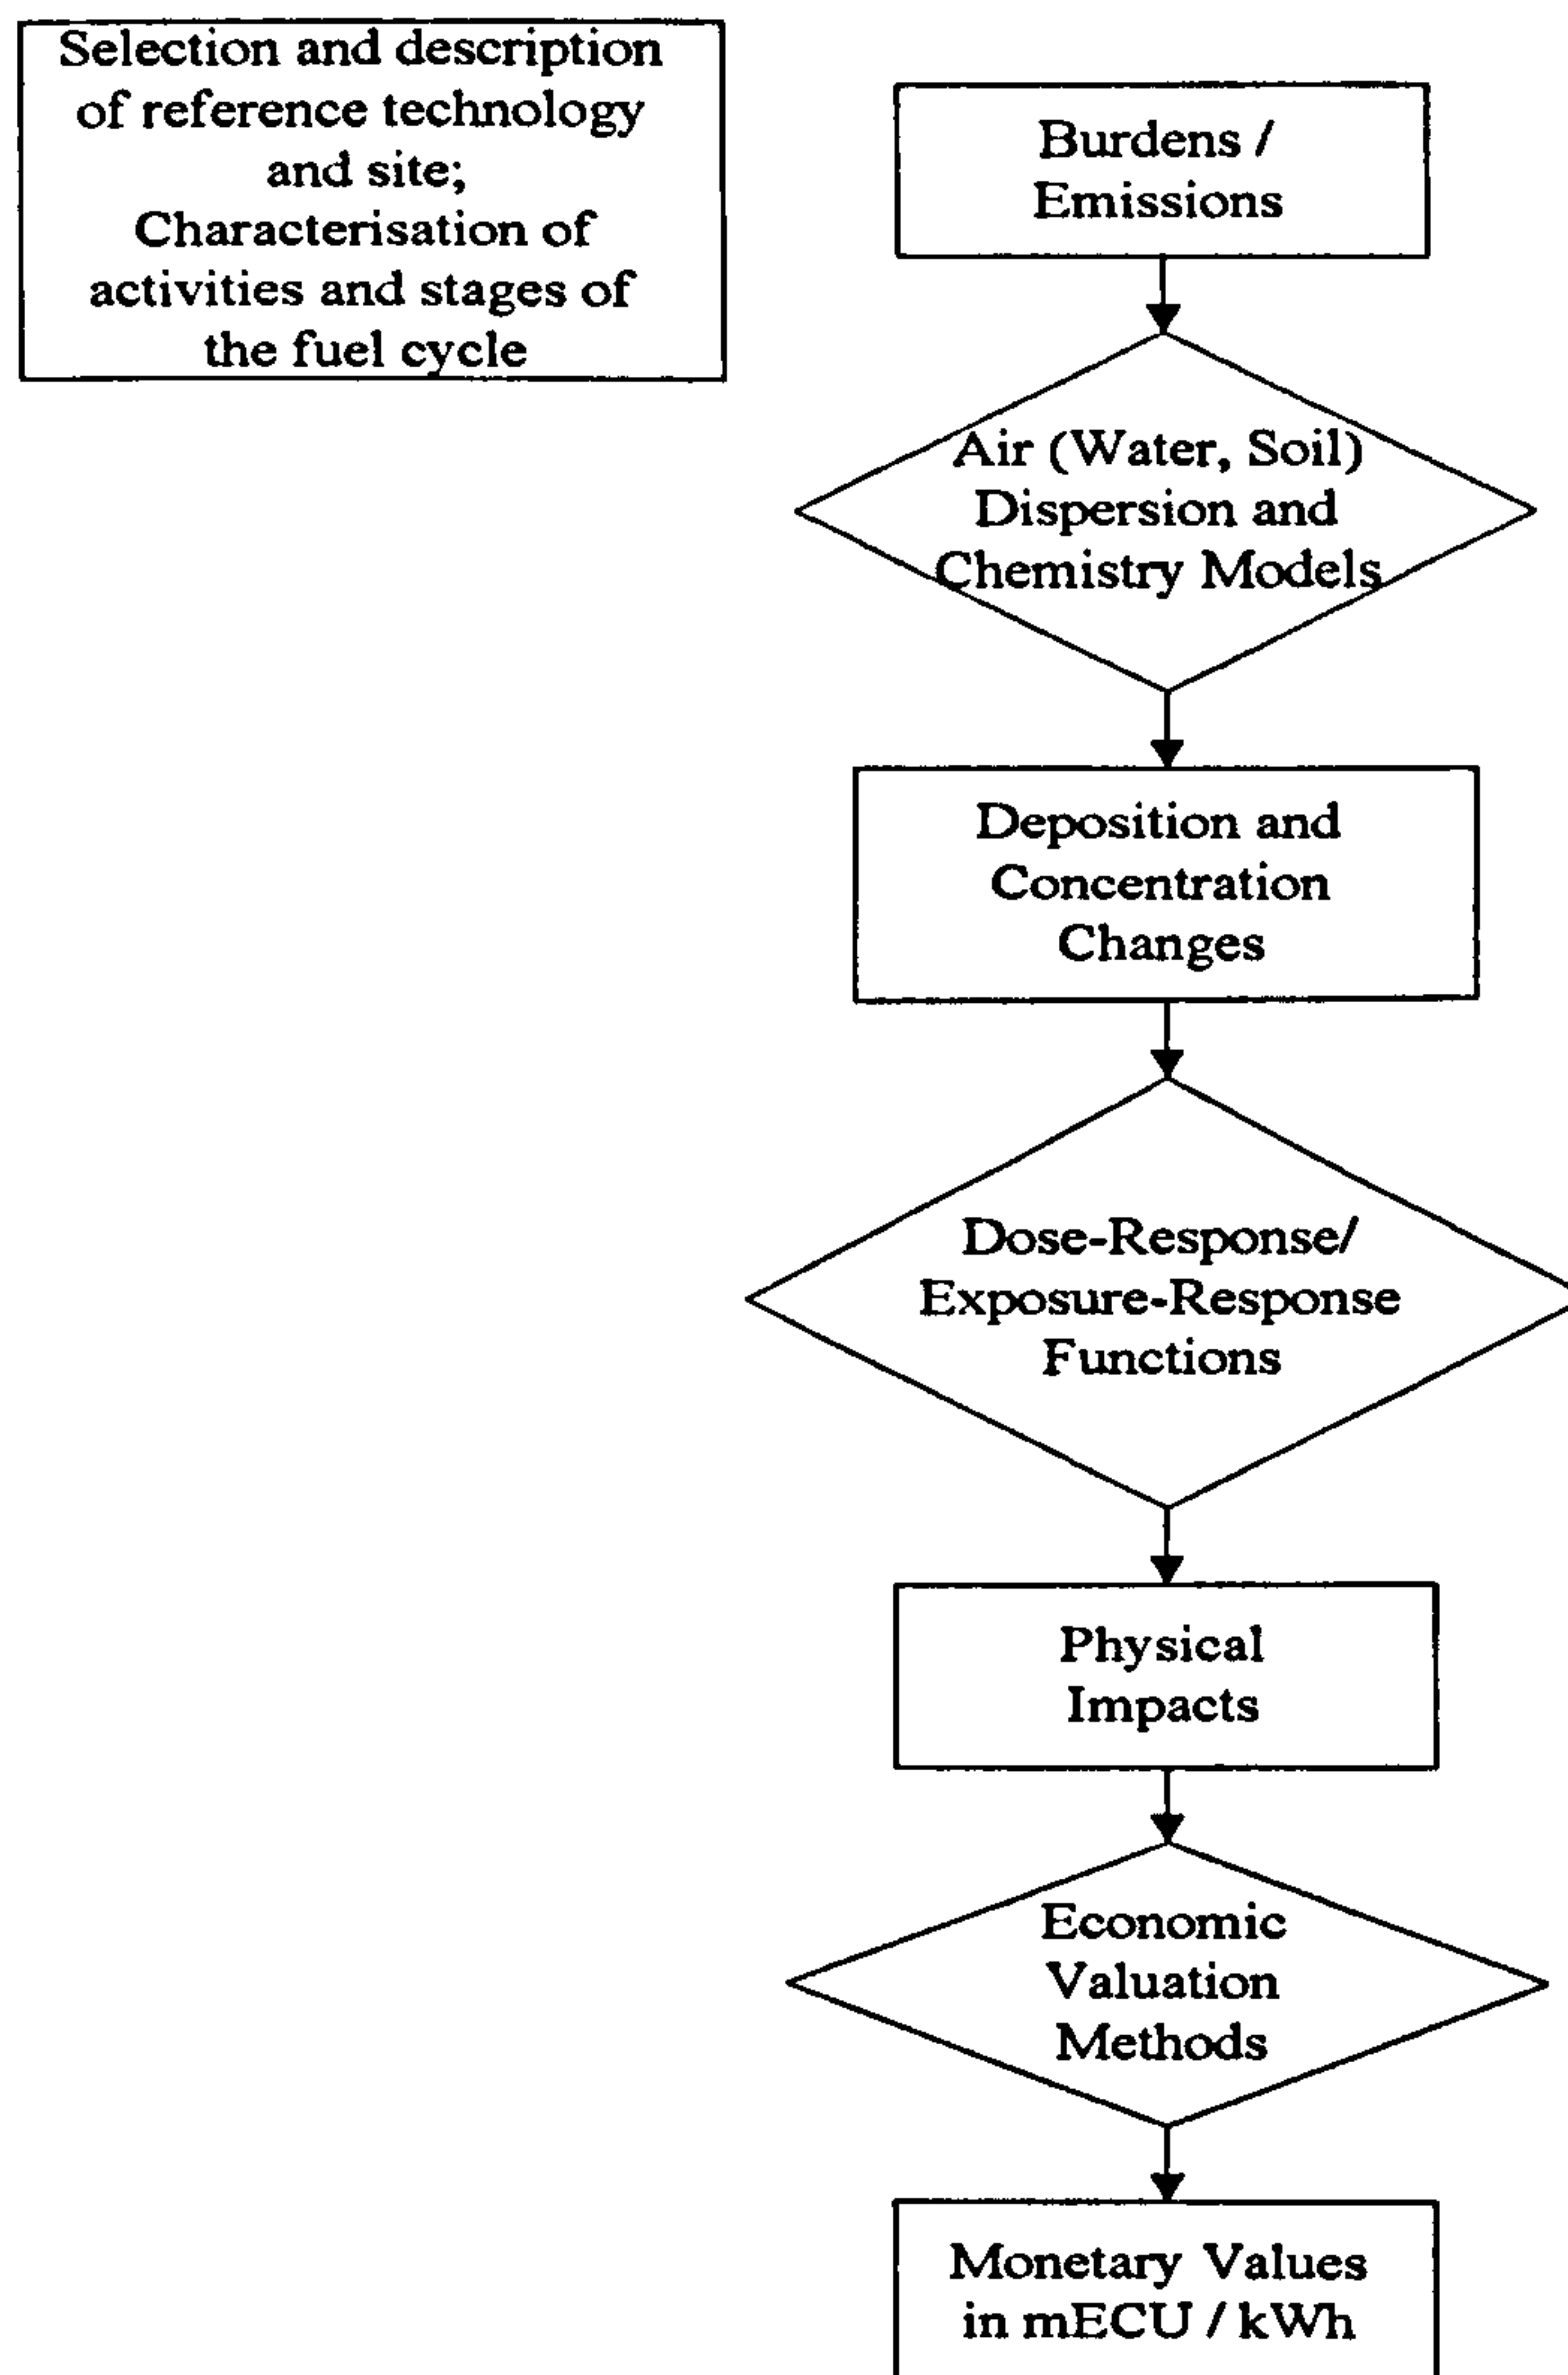 Selection and description
of reference technology
and site;
Characterisation of
activities and stages of
the fuel cycle
Burdens /
Emissions
Air (Water, Soil)
Dispersion and
Chemistry Models
Deposition and
Concentration
Changes
Dose-Response/
Exposure-Response
Functions
Physical
Impacts
Economic
Valuation
Methods
Monetary Values
in mECU / kWh